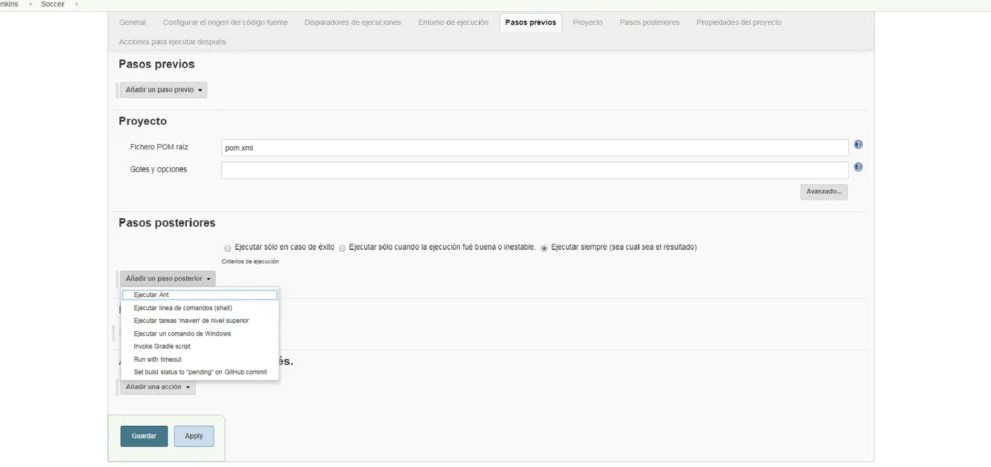 enkins › Soccer ›
General Configurar el origen del código fuente Disparadores de ejecuciones Entorno de ejecución Pasos previos Proyecto Pasos posteriores Propiedades del proyecto
Acciones para ejecutar después.
Pasos previos
Añadir un paso previo
Proyecto
Fichero POM raíz pom.xml
Goles y opciones
Avanzado...
Pasos posteriores
Ejecutar sólo en caso de éxito Ejecutar sólo cuando la ejecución fué buena o inestable. Ejecutar siempre (sea cual sea el resultado)
Criterios de ejecución
Añadir un paso posterior
Ejecutar Ant
Ejecutar linea de comandos (shell)
Ejecutar tareas 'maven' de nivel superior
Ejecutar un comando de Windows
Invoke Gradle script
Run with timeout
és.
Set build status to "pending" on GitHub commit
Añadir una acción
Guardar Apply